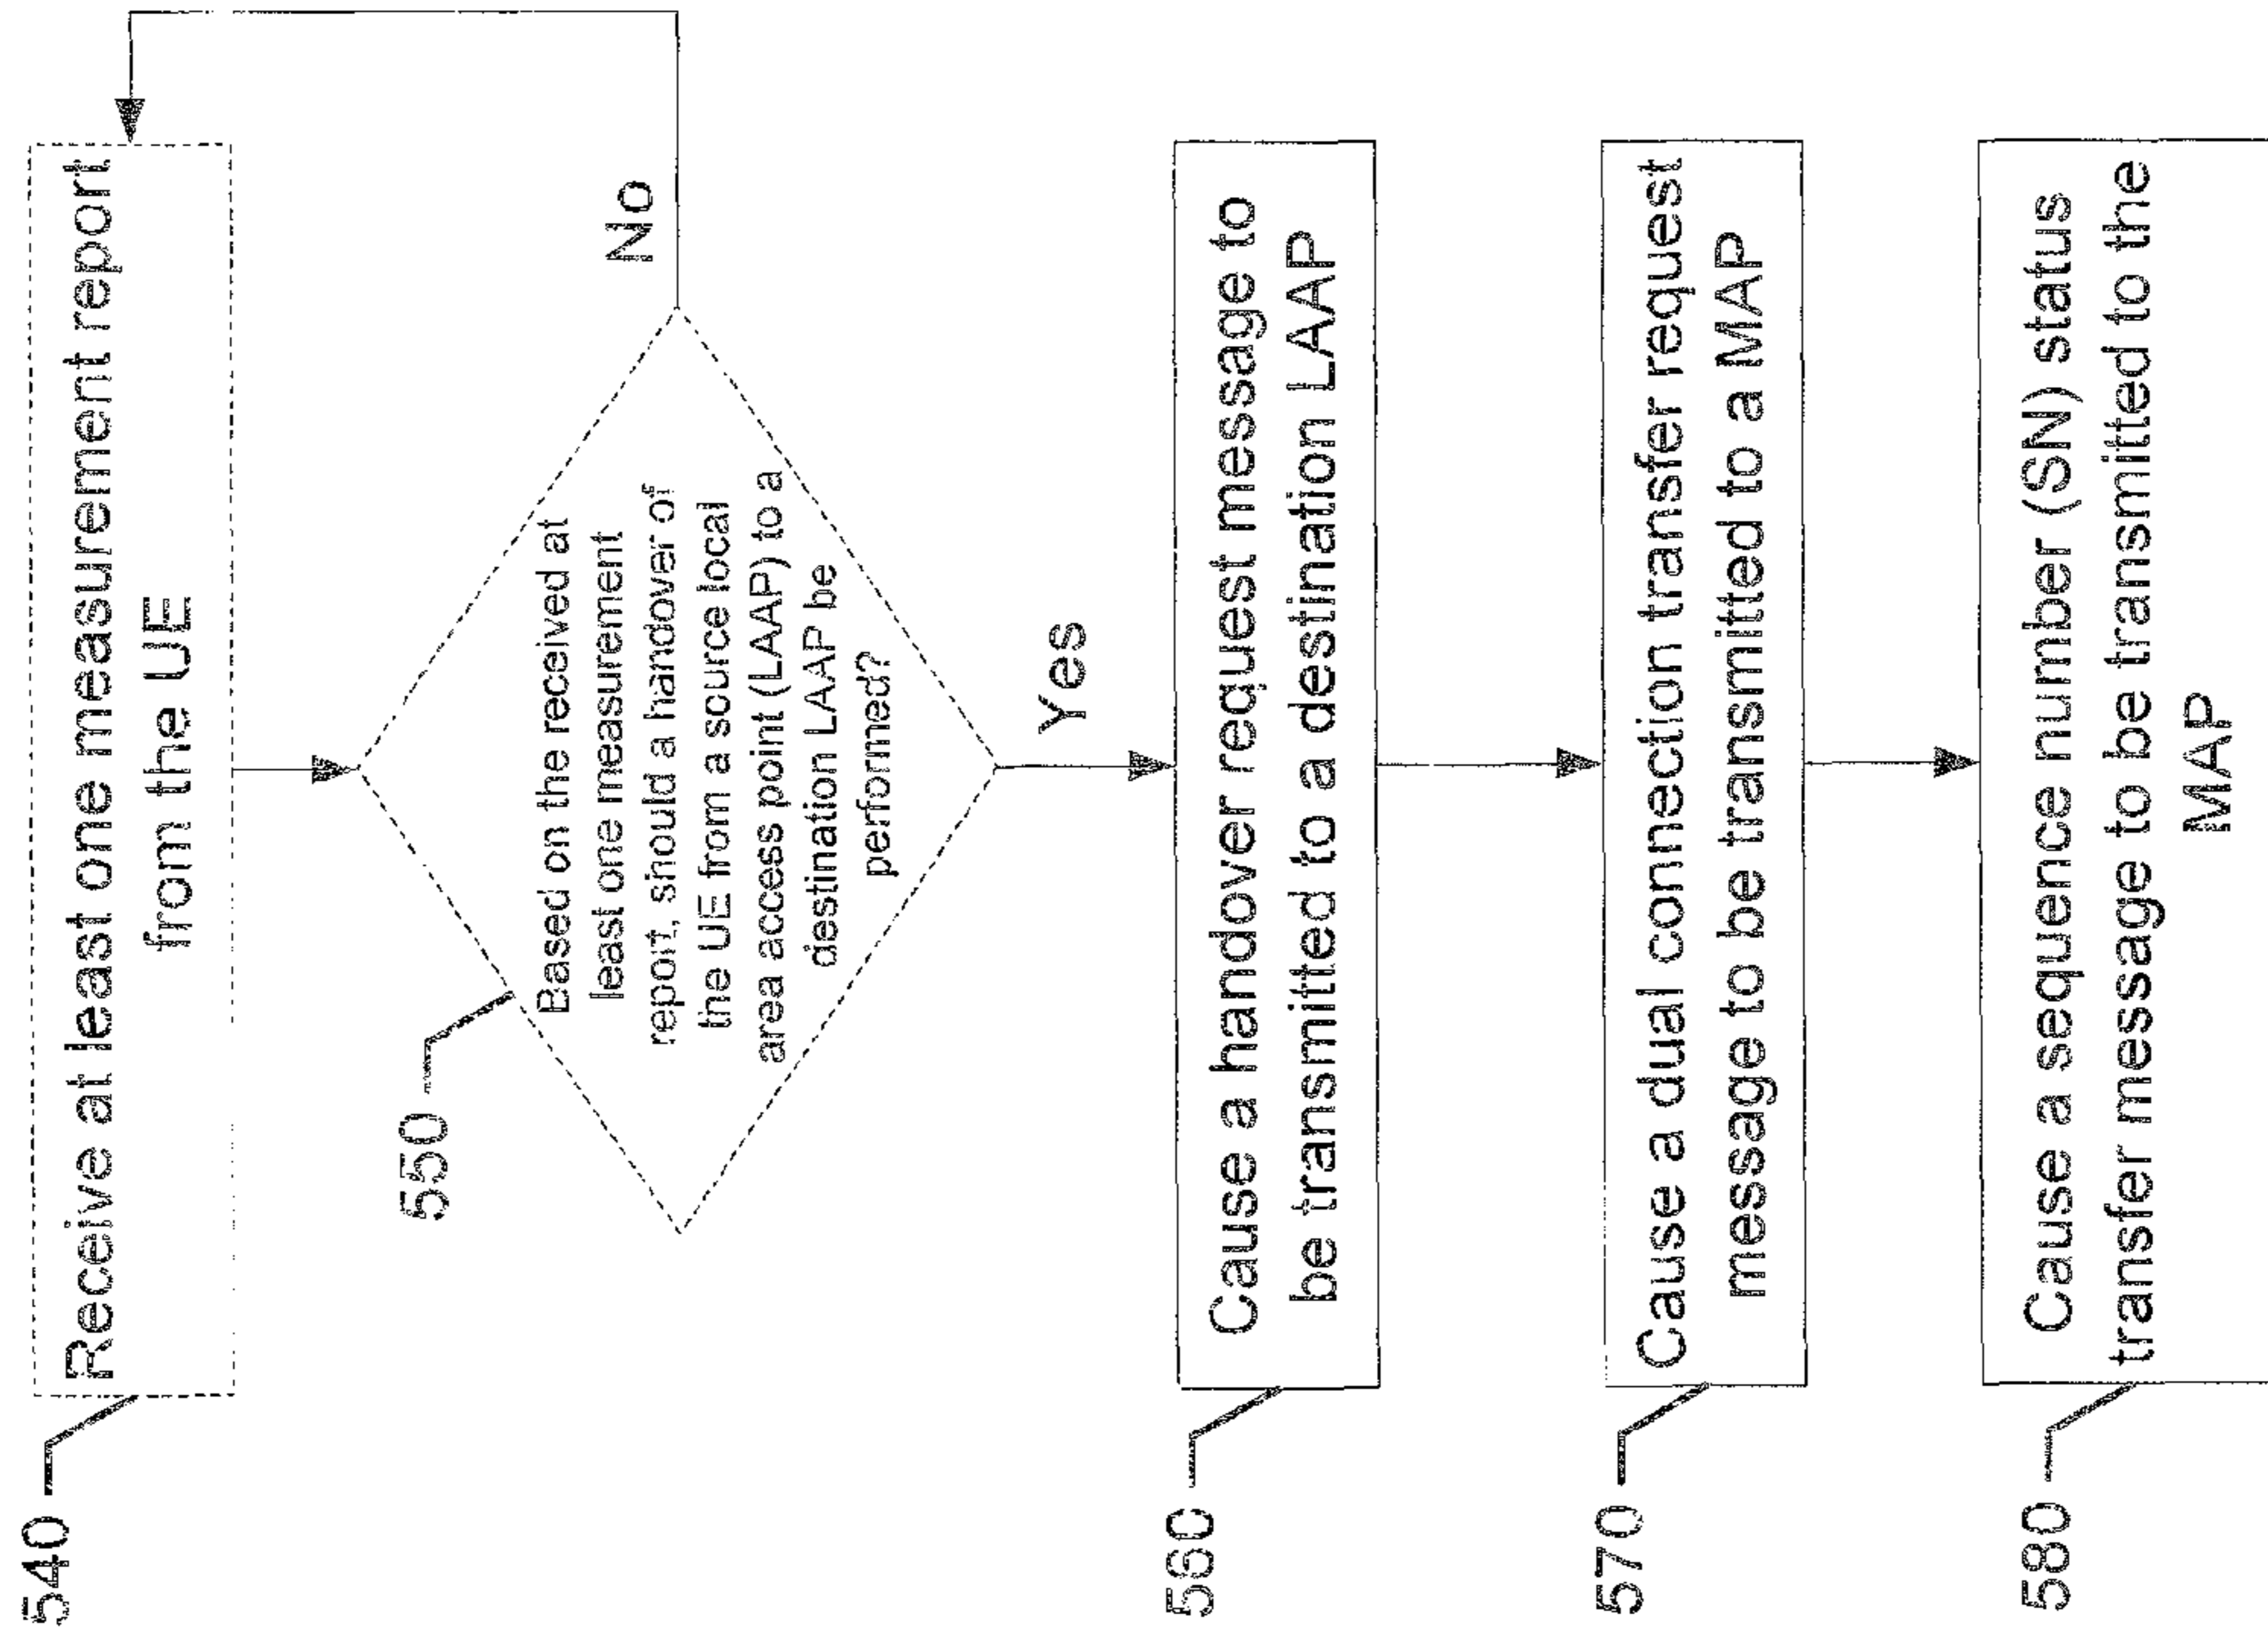 540
Receive at least one measurement report
from the UE
550
Based on the received at
least one measurement
report, should a handover of
the UE from a source local
area access point (LAAP) to a
destination LAAP be
performed?
No
Yes
560
Cause a handover request message to
be transmitted to a destination LAAP
570
Cause a dual connection transfer request
message to be transmitted to a MAP
580
Cause a sequence number (SN) status
transfer message to be transmitted to the
MAP